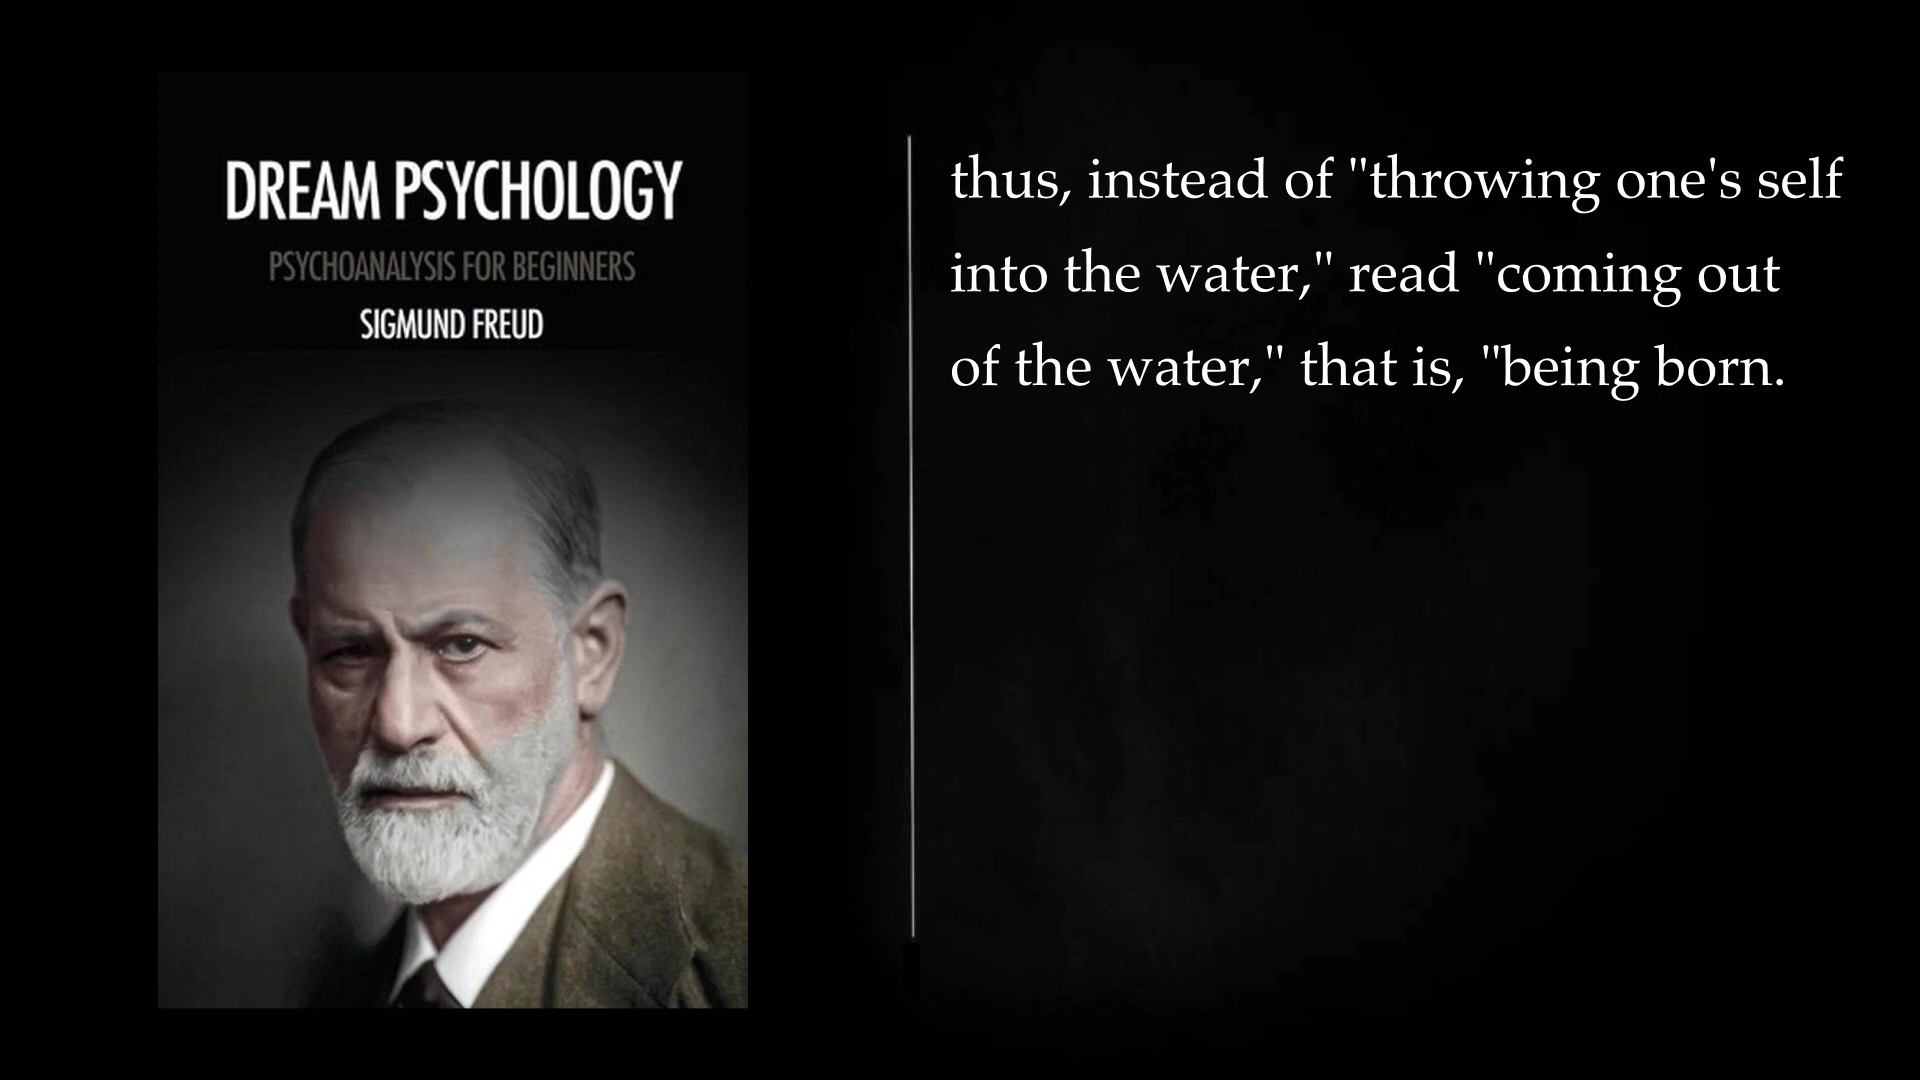 DREAM PSYCHOLOGY
PSYCHOANALYSIS FOR BEGINNERS
SIGMUND FREUD
thus, instead of "throwing one's self
into the water," read "coming out
of the water," that is, "being born.